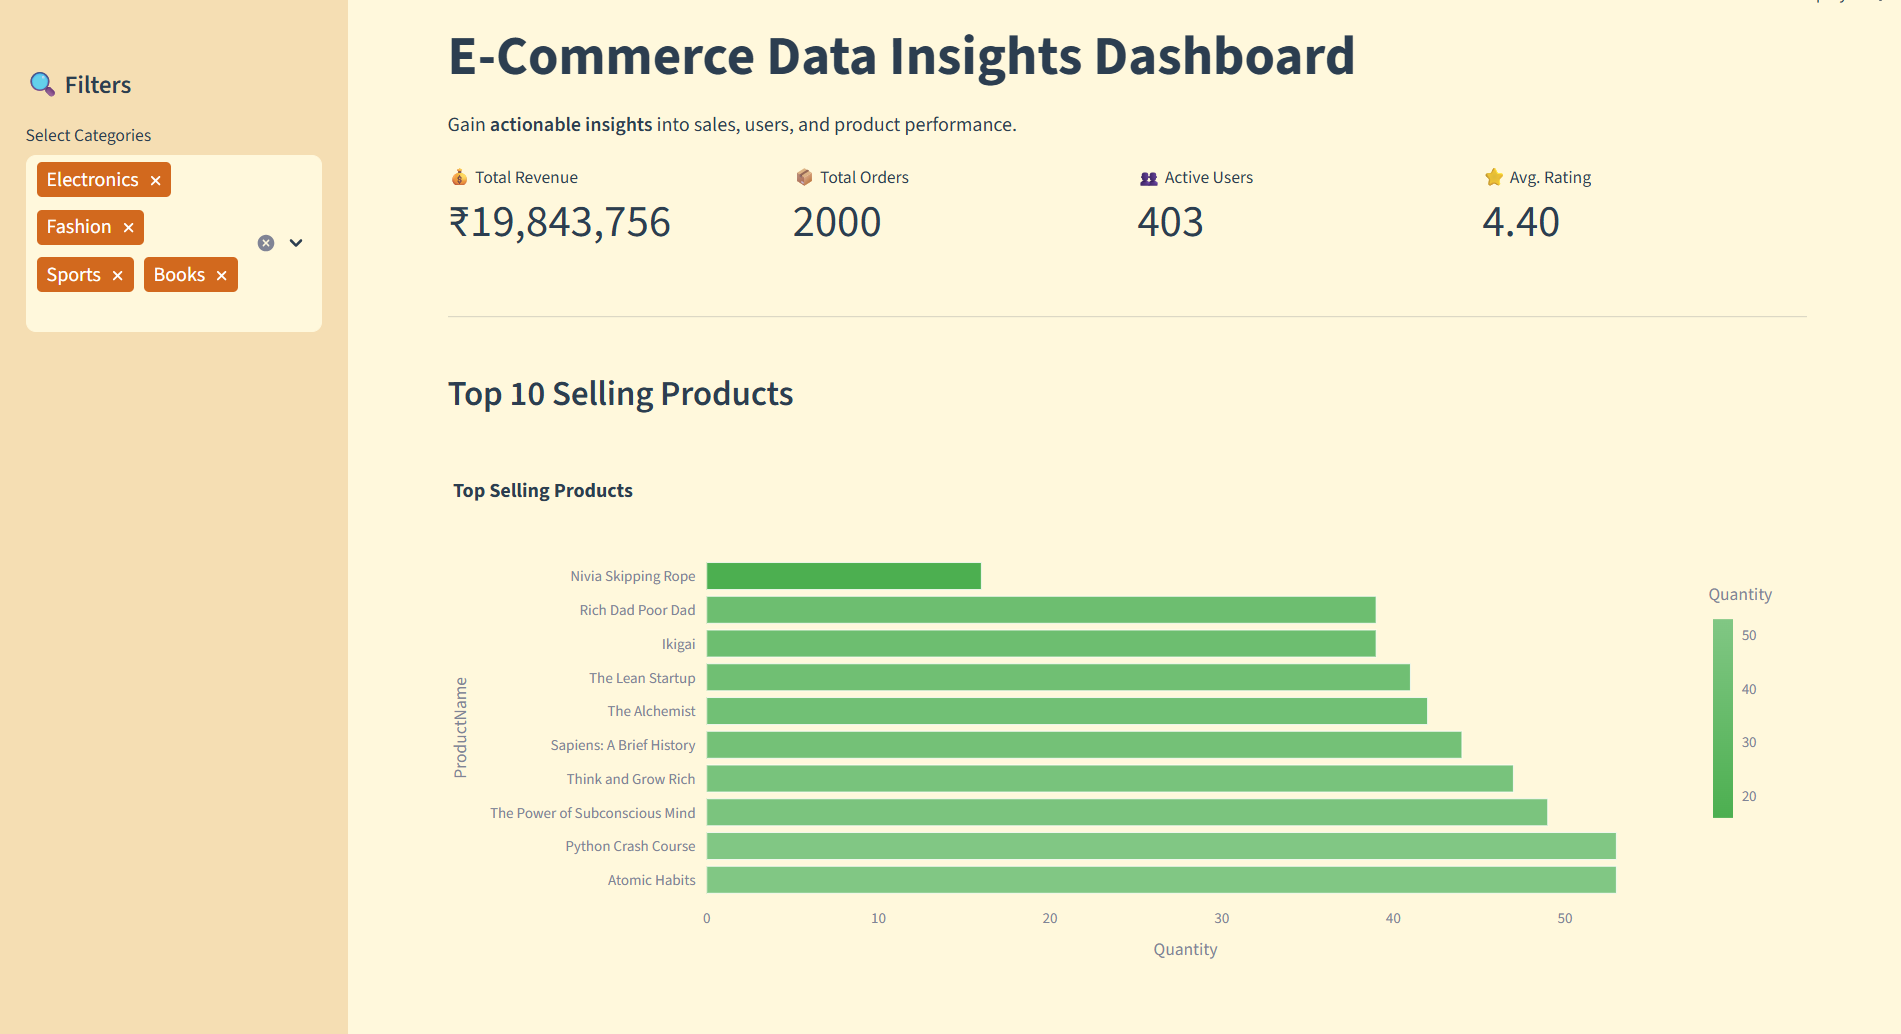 🔍 Filters
Select Categories
Electronics ×
Fashion ×
Sports × Books ×
E-Commerce Data Insights Dashboard
Gain actionable insights into sales, users, and product performance.
💰 Total Revenue
₹19,843,756
📦 Total Orders
2000
👥 Active Users
403
⭐ Avg. Rating
4.40
Top 10 Selling Products
Top Selling Products
ProductName
Nivia Skipping Rope
Rich Dad Poor Dad
Ikigai
The Lean Startup
The Alchemist
Sapiens: A Brief History
Think and Grow Rich
The Power of Subconscious Mind
Python Crash Course
Atomic Habits
0 10 20 30 40 50
Quantity
Quantity
50
40
30
20